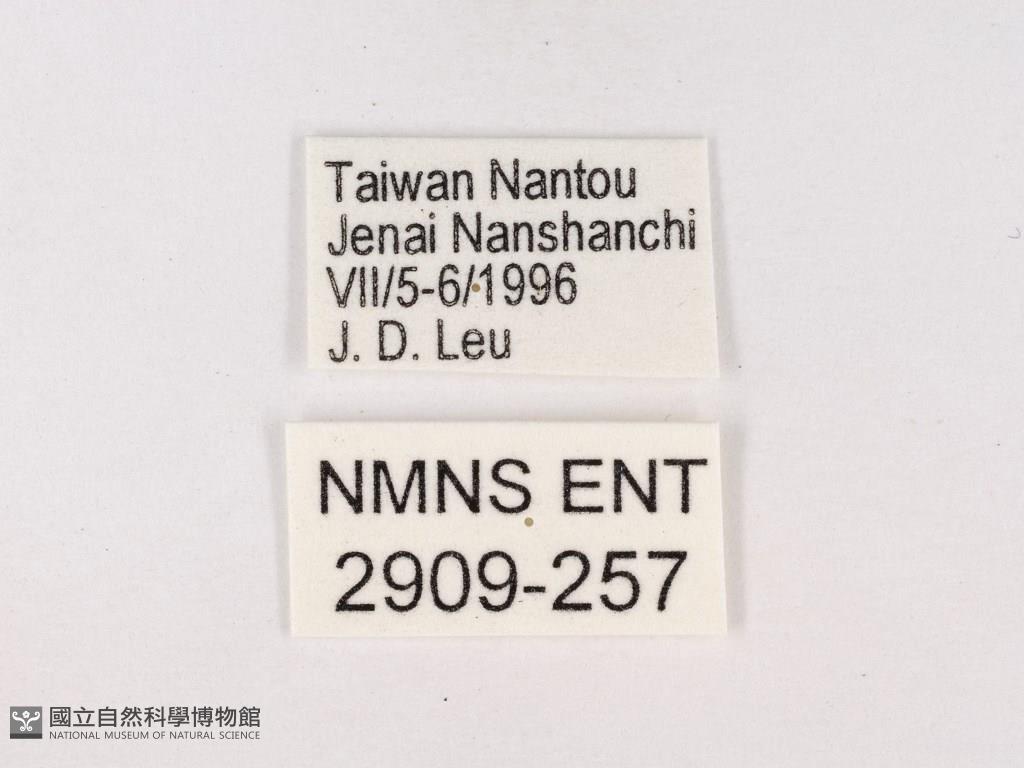 Taiwan Nantou
Jenai Nanshanchi
VII/5-6/1996
J. D. Leu
NMNS ENT
2909-257
國立自然科學博物館
NATIONAL MUSEUM OF NATURAL SCIENCE